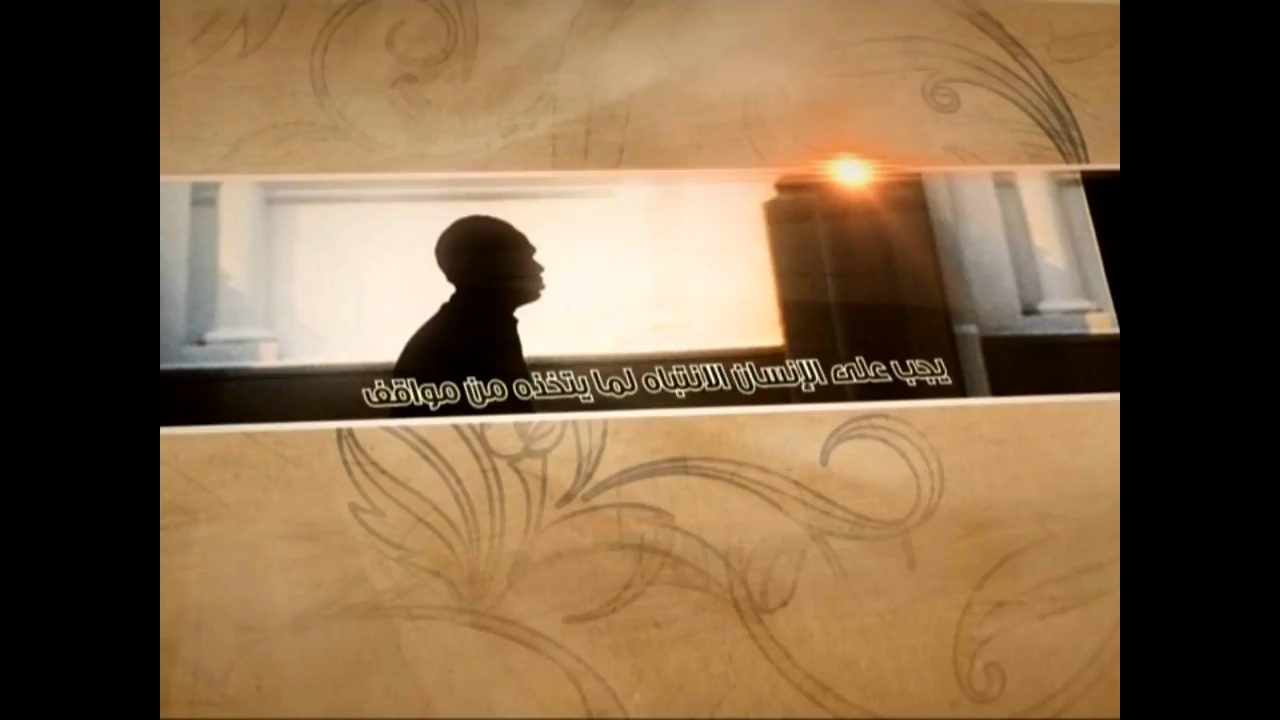 يجب على الإنسان الانتباه لما يتخذه من مواقف